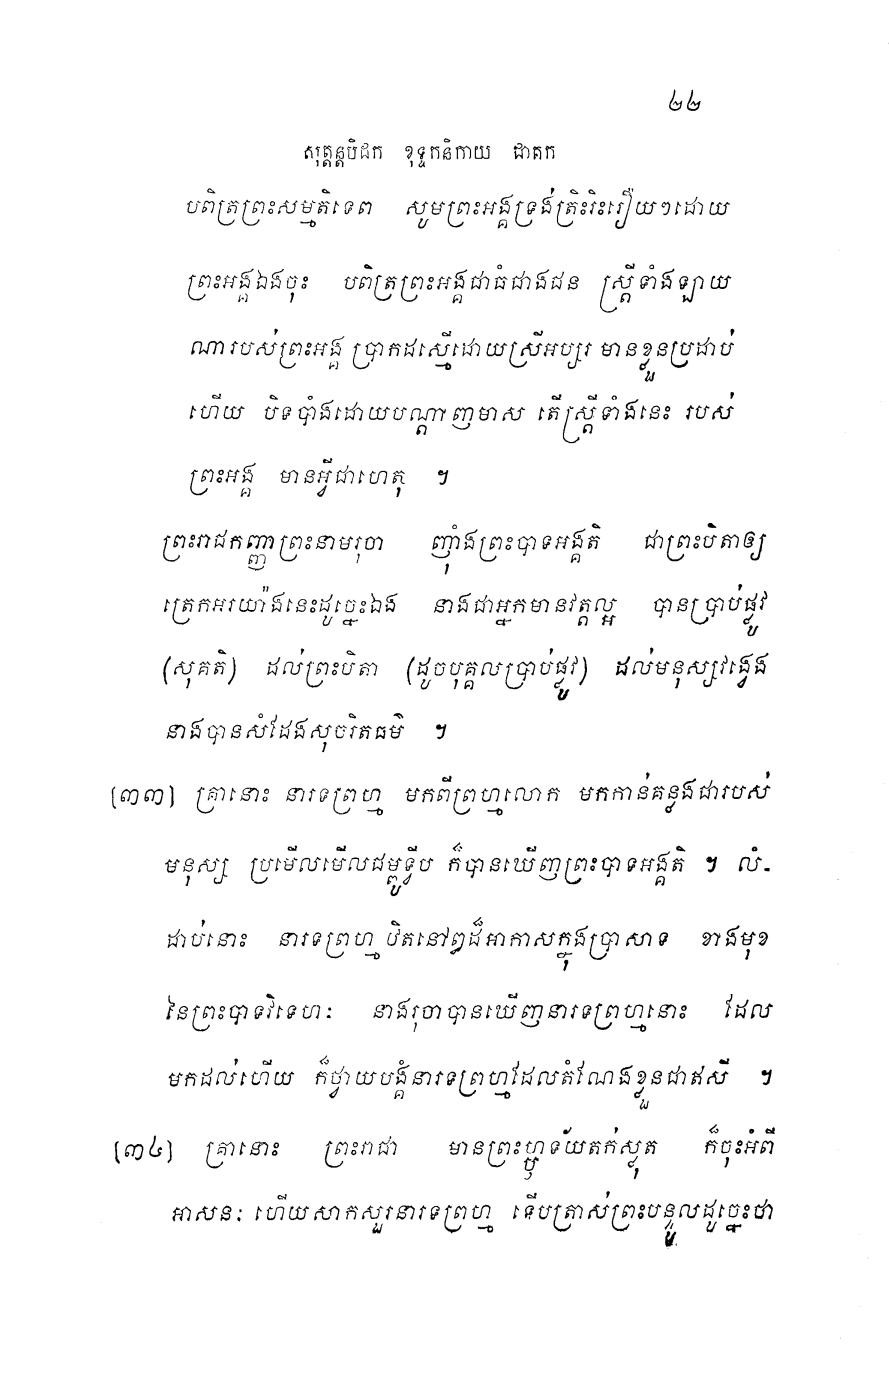 ៤៤
សុត្តន្តបិដក ខុទ្ទកនិកាយ ជាតក
បពិត្រព្រះសម្មតិទេព សូមព្រះអង្គទ្រង់ត្រិះរិះរឿយៗដោយ
ព្រះអង្គឯងចុះ បពិត្រព្រះអង្គជាធំជាងជន ស្ត្រីទាំងឡាយ
ណារបស់ព្រះអង្គ ប្រាកដស្មើដោយស្រីអប្សរ មានខ្លួនប្រដាប់
ហើយ បិទបាំងដោយបណ្តាញមាស តើស្ត្រីទាំងនេះ របស់
ព្រះអង្គ មានអ្វីជាហេតុ ។
ព្រះរាជកញ្ញាព្រះនាមរុចា ញ៉ាំងព្រះបាទអង្គតិ ជាព្រះបិតាឲ្យ
ត្រេកអរយ៉ាងនេះដូច្នេះឯង នាងជាអ្នកមានវត្តល្អ បានប្រាប់ផ្លូវ
(សុគតិ) ដល់ព្រះបិតា (ដូចបុគ្គលប្រាប់ផ្លូវ) ដល់មនុស្សវង្វេង
នាងបានសំដែងសុចរិតធម៌ ។
[៣៣] គ្រានោះ នារទព្រហ្ម មកពីព្រហ្មលោក មកកាន់គន្លងជារបស់
មនុស្ស ប្រមើលមើលជម្ពូទ្វីប ក៏បានឃើញព្រះបាទអង្គតិ ។ លំ-
ដាប់នោះ នារទព្រហ្ម ឋិតនៅឰដ៏អាកាសក្នុងប្រាសាទ ខាងមុខ
នៃព្រះបាទវិទេហៈ នាងរុចាបានឃើញនារទព្រហ្មនោះ ដែល
មកដល់ហើយ ក៏ថ្វាយបង្គំនារទព្រហ្មដែលតំណែងខ្លួនជាឥសី ។
[៣៤] គ្រានោះ ព្រះរាជា មានព្រះហ្ឫទ័យតក់ស្លុត ក៏ចុះអំពី
អាសនៈ ហើយសាកសួរនារទព្រហ្ម ទើបត្រាស់ព្រះបន្ទូលដូច្នេះថា